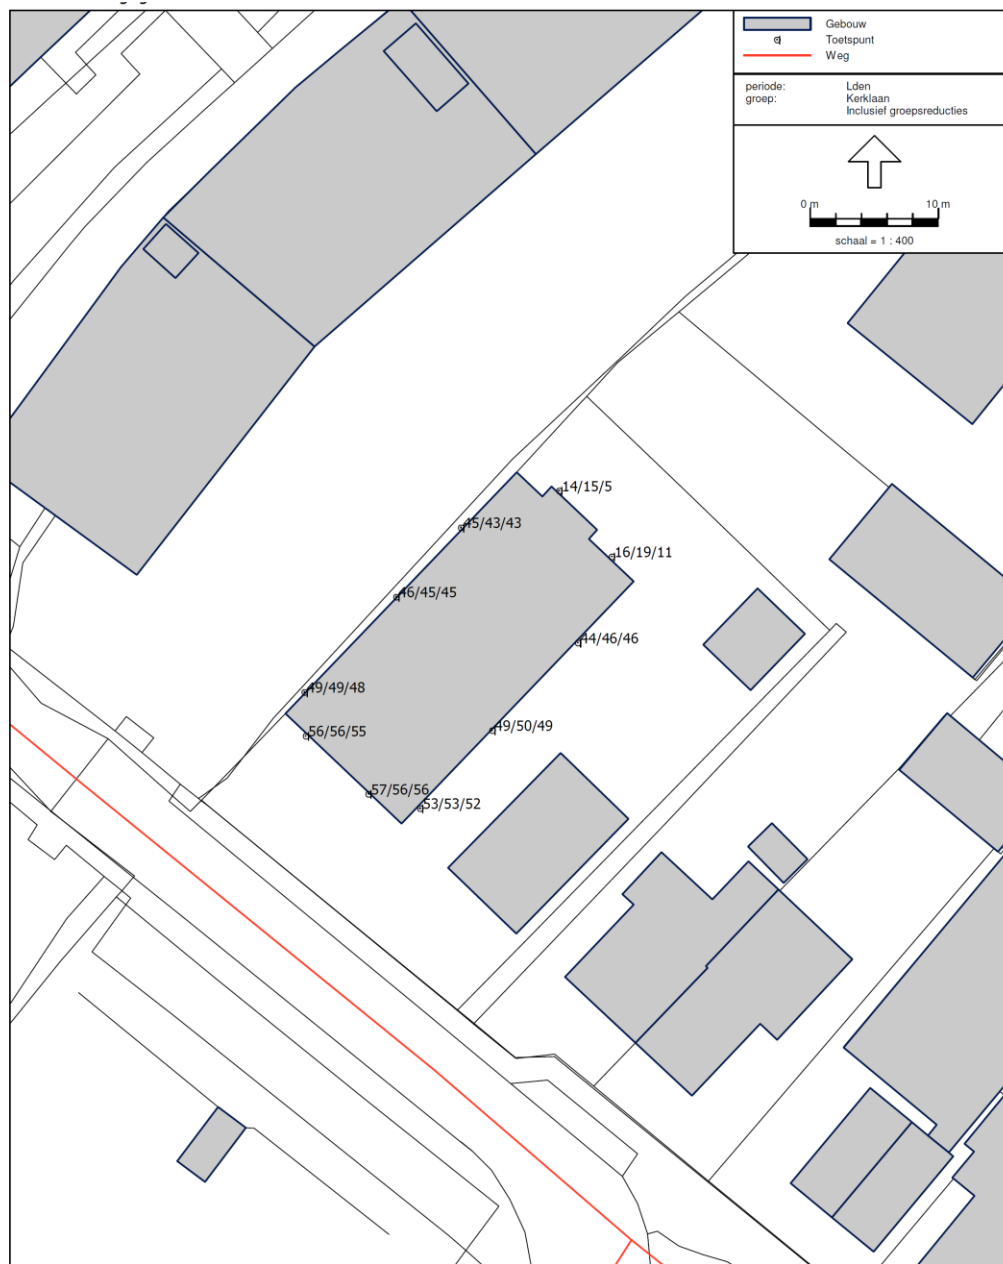 Gebouw
Toetspunt
Weg
periode: Lden
groep: Kerklaan
Inclusief groepsreducties
0 m 10 m
schaal = 1 : 400
14/15/5
45/43/43
16/19/11
46/45/45
44/46/46
49/49/48
49/50/49
56/56/55
57/56/56
53/53/52